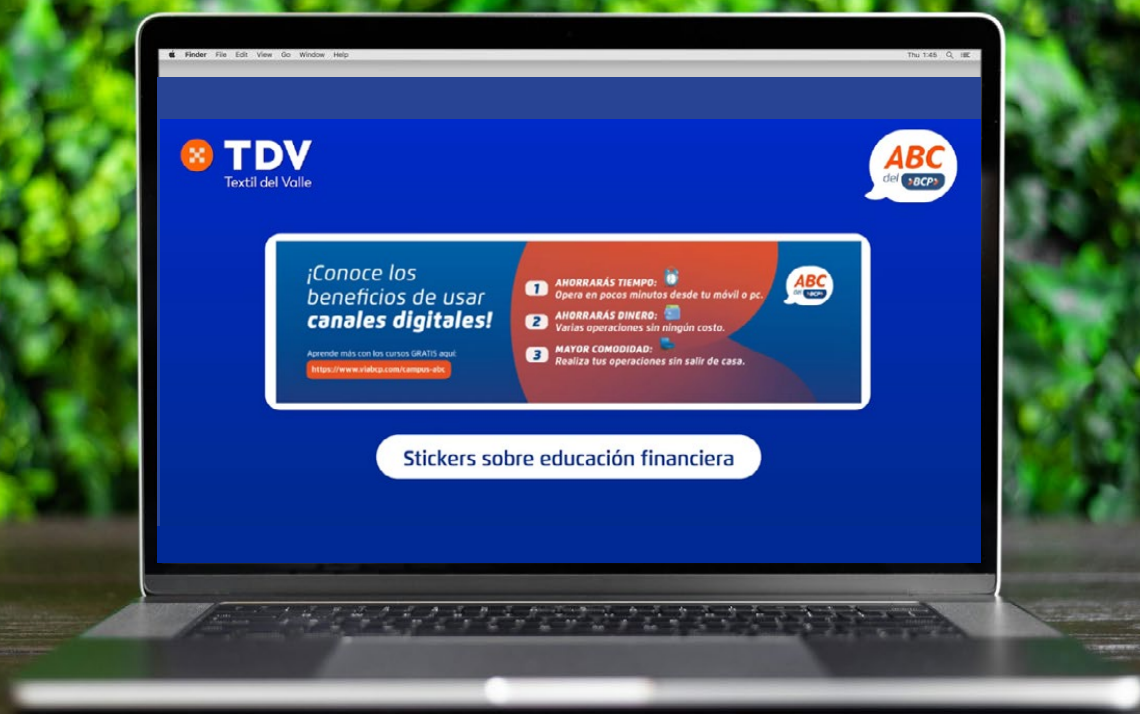 Finder File Edit View Go Window Help
Thu 1:45
TDV
Textil del Valle
ABC
del BCP
¡Conoce los
beneficios de usar
canales digitales!
Aprende más con los cursos GRATIS aquí:
https://www.viabcp.com/campus-abc
1 AHORRARÁS TIEMPO:
Opera en pocos minutos desde tu móvil o pc.
2 AHORRARÁS DINERO:
Varias operaciones sin ningún costo.
3 MAYOR COMODIDAD:
Realiza tus operaciones sin salir de casa.
ABC
del BCP
Stickers sobre educación financiera